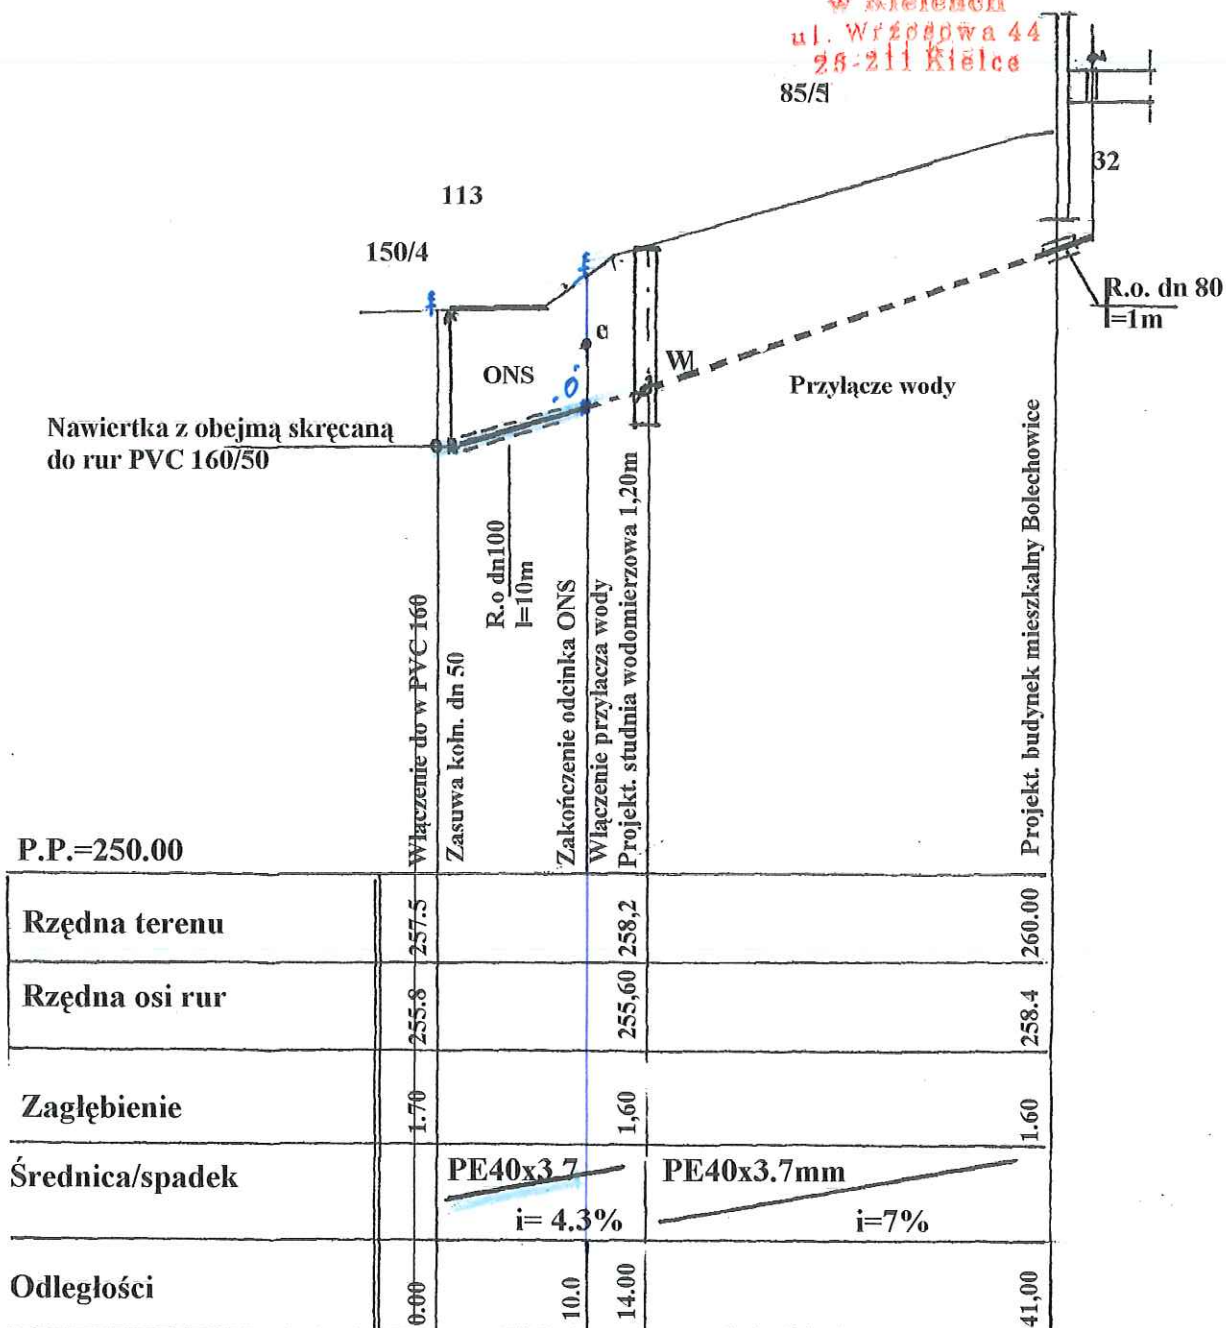 w Kielcach
ul. Wrzosowa 44
26-211 Kielce
85/5
113
32
150/4
R.o. dn 80
l=1m
ONS
W
Przyłącze wody
Nawiertka z obejmą skręcaną
do rur PVC 160/50
R.o dn100
l=10m
Włączenie do w PVC 160
Zasuwa kołn. dn 50
Zakończenie odcinka ONS
Włączenie przyłacza wody
Projekt. studnia wodomierzowa 1,20m
Projekt. budynek mieszkalny Bolechowice
P.P.=250.00
Rzędna terenu 257.5 258,2 260.00
Rzędna osi rur 255.8 255,60 258.4
Zagłębienie 1.70 1,60 1.60
Średnica/spadek PE40x3.7 PE40x3.7mm
i= 4.3% i=7%
Odległości 0.00 10.0 14.00 41,00